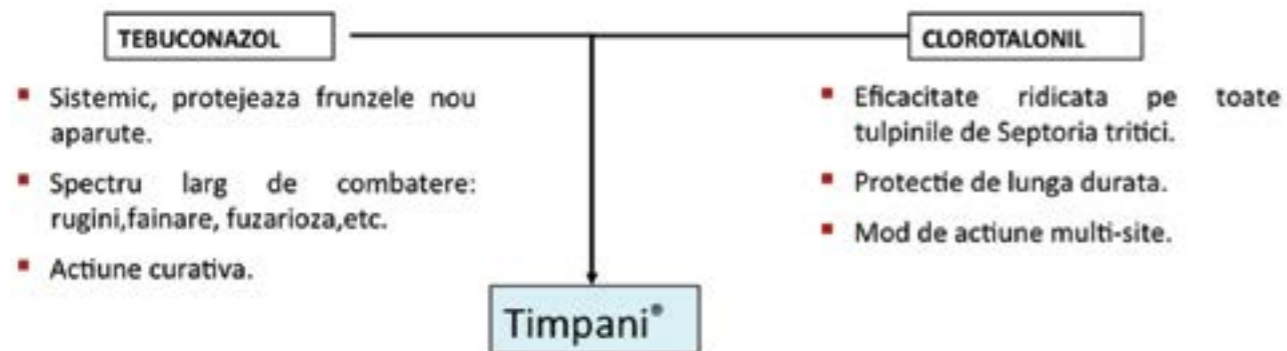 TEBUCONAZOL
▪ Sistemic, protejeaza frunzele nou
aparute.
▪ Spectru larg de combatere:
rugini,fainare, fuzarioza,etc.
▪ Actiune curativa.
CLOROTALONIL
▪ Eficacitate ridicata pe toate
tulpinile de Septoria tritici.
▪ Protectie de lunga durata.
▪ Mod de actiune multi-site.
Timpani®